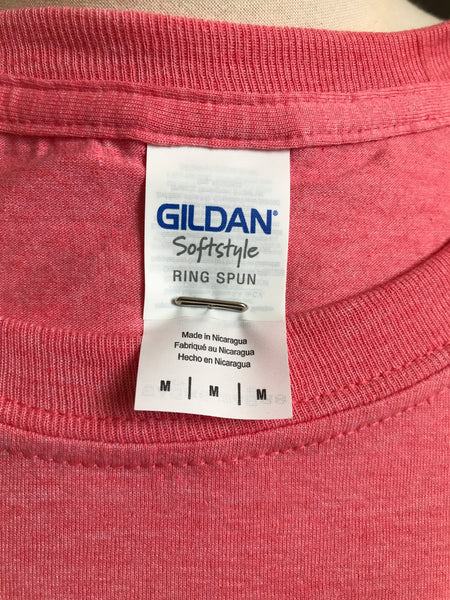 GILDAN®
Softstyle
RING SPUN
Made in Nicaragua
Fabriqué au Nicaragua
Hecho en Nicaragua
M | M | M